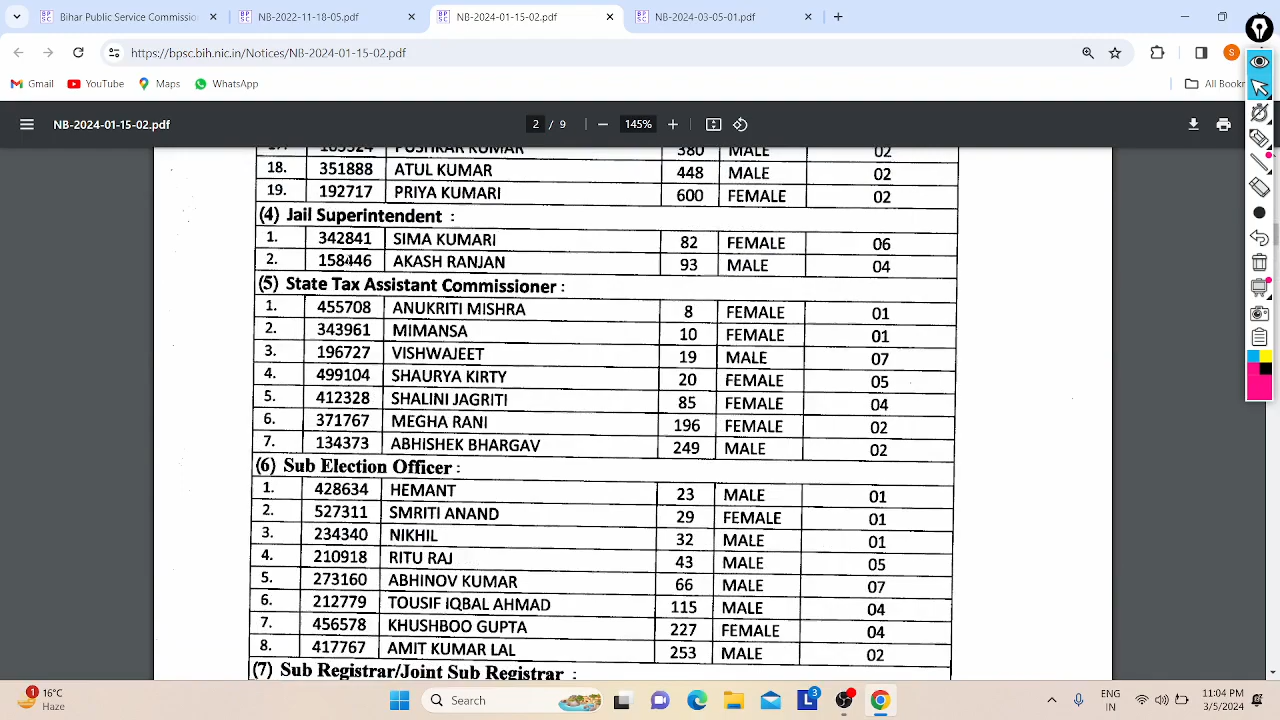 Bihar Public Service Commissio
NB-2022-11-18-05.pdf
NB-2024-01-15-02.pdf
NB-2024-03-05-01.pdf
https://bpsc.bih.nic.in/Notices/NB-2024-01-15-02.pdf
S
Gmail
YouTube
Maps
WhatsApp
All Bookr
NB-2024-01-15-02.pdf
2 / 9
145%
PUSHKAR KUMAR 380 MALE 02
18. 351888 ATUL KUMAR 448 MALE 02
19. 192717 PRIYA KUMARI 600 FEMALE 02
(4) Jail Superintendent :
1. 342841 SIMA KUMARI 82 FEMALE 06
2. 158446 AKASH RANJAN 93 MALE 04
(5) State Tax Assistant Commissioner :
1. 455708 ANUKRITI MISHRA 8 FEMALE 01
2. 343961 MIMANSA 10 FEMALE 01
3. 196727 VISHWAJEET 19 MALE 07
4. 499104 SHAURYA KIRTY 20 FEMALE 05
5. 412328 SHALINI JAGRITI 85 FEMALE 04
6. 371767 MEGHA RANI 196 FEMALE 02
7. 134373 ABHISHEK BHARGAV 249 MALE 02
(6) Sub Election Officer :
1. 428634 HEMANT 23 MALE 01
2. 527311 SMRITI ANAND 29 FEMALE 01
3. 234340 NIKHIL 32 MALE 01
4. 210918 RITU RAJ 43 MALE 05
5. 273160 ABHINOV KUMAR 66 MALE 07
6. 212779 TOUSIF IQBAL AHMAD 115 MALE 04
7. 456578 KHUSHBOO GUPTA 227 FEMALE 04
8. 417767 AMIT KUMAR LAL 253 MALE 02
(7) Sub Registrar/Joint Sub Registrar :
1
16°C
Haze
Search
L
3
ENG
IN
11:04 PM
3/5/2024